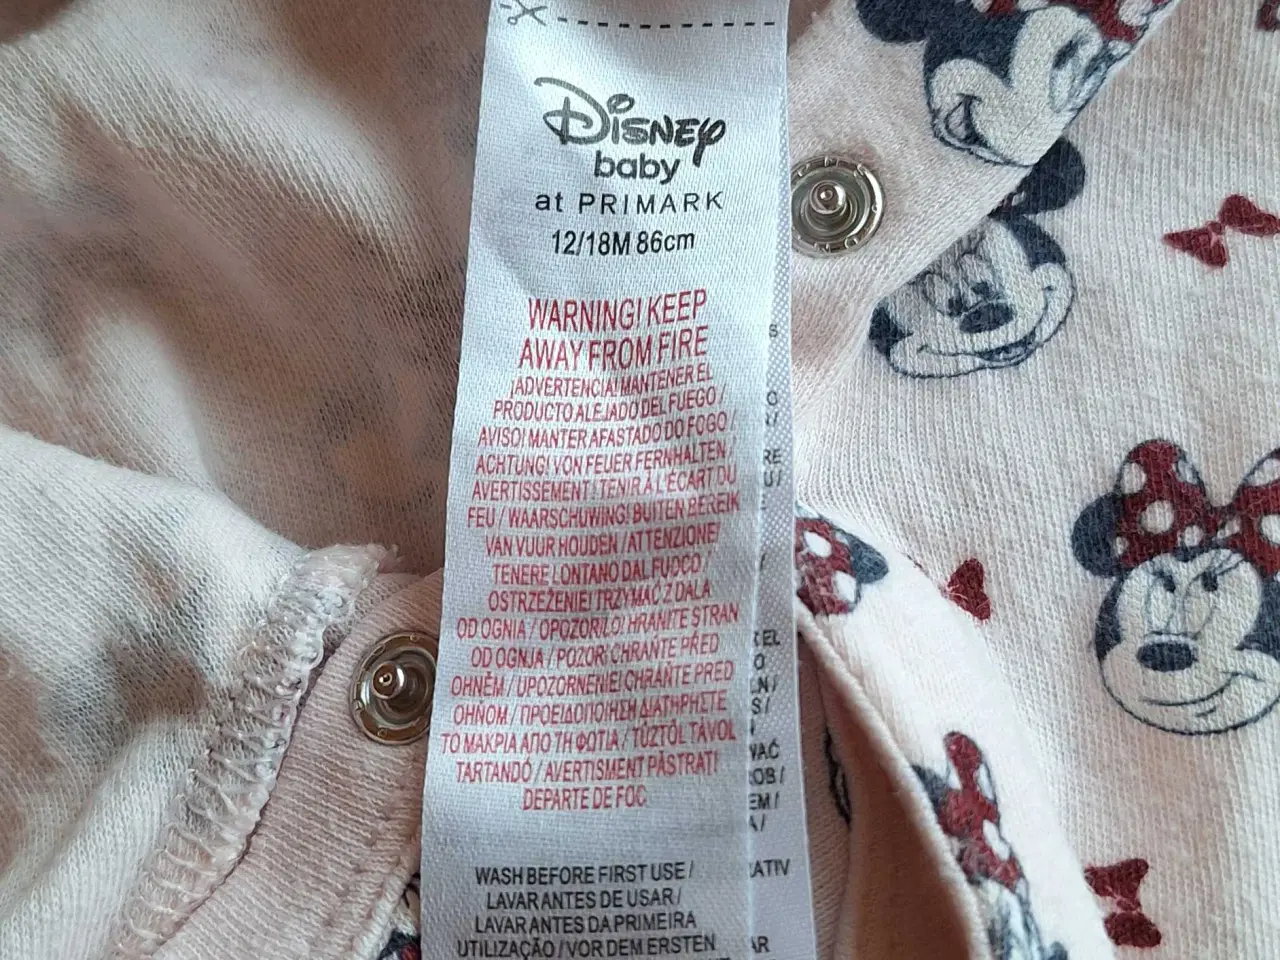 Disney
baby
at PRIMARK
12/18M 86cm
WARNING! KEEP
AWAY FROM FIRE
¡ADVERTENCIA! MANTENER EL
PRODUCTO ALEJADO DEL FUEGO /
AVISO! MANTER AFASTADO DO FOGO /
ACHTUNG! VON FEUER FERNHALTEN /
AVERTISSEMENT ! TENIR À L'ÉCART DU
FEU / WAARSCHUWING! BUITEN BEREIK
VAN VUUR HOUDEN / ATTENZIONE!
TENERE LONTANO DAL FUOCO /
OSTRZEŻENIE! TRZYMAĆ Z DALA
OD OGNIA / OPOZORILO! HRANITE STRAN
OD OGNJA / POZOR! CHRAŇTE PŘED
OHNĚM / UPOZORNENIE! CHRÁŇTE PRED
OHŇOM / ΠΡΟΕΙΔΟΠΟΙΗΣΗ ΔΙΑΤΗΡΗΣΤΕ
ΤΟ ΜΑΚΡΙΑ ΑΠΟ ΤΗ ΦΩΤΙΑ / TŰZTŐL TÁVOL
TARTANDÓ / AVERTISMENT PĂSTRAȚI
DEPARTE DE FOC
WASH BEFORE FIRST USE /
LAVAR ANTES DE USAR /
LAVAR ANTES DA PRIMEIRA
UTILIZAÇÃO / VOR DEM ERSTEN